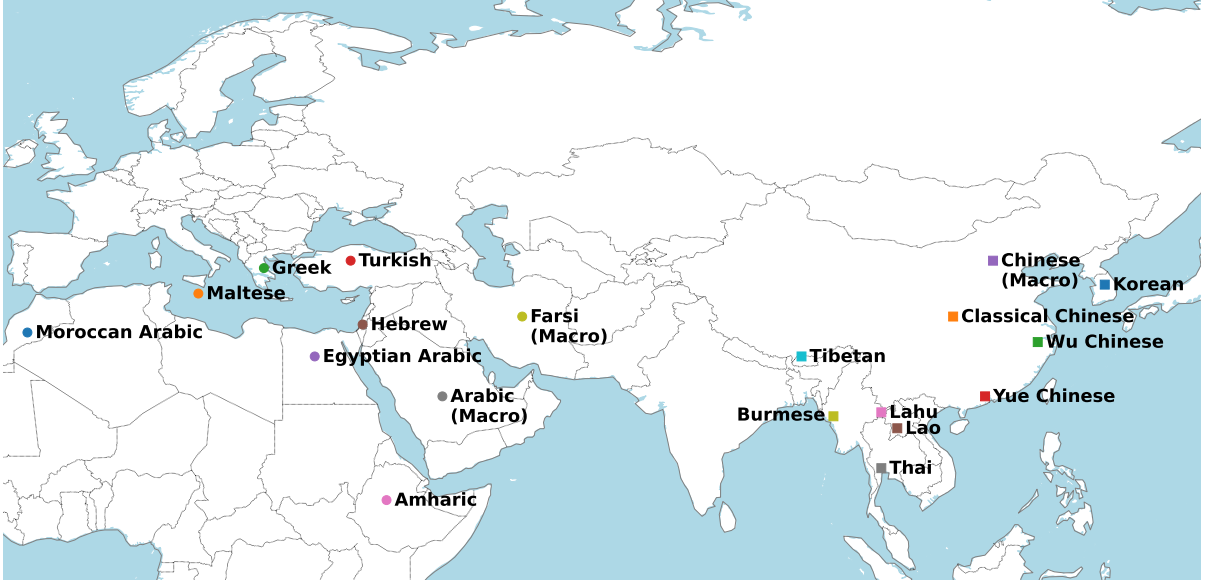 Greek
Turkish
Chinese
(Macro)
Korean
Maltese
Moroccan Arabic
Hebrew
Farsi
(Macro)
Classical Chinese
Wu Chinese
Egyptian Arabic
Tibetan
Arabic
(Macro)
Yue Chinese
Burmese
Lahu
Lao
Thai
Amharic